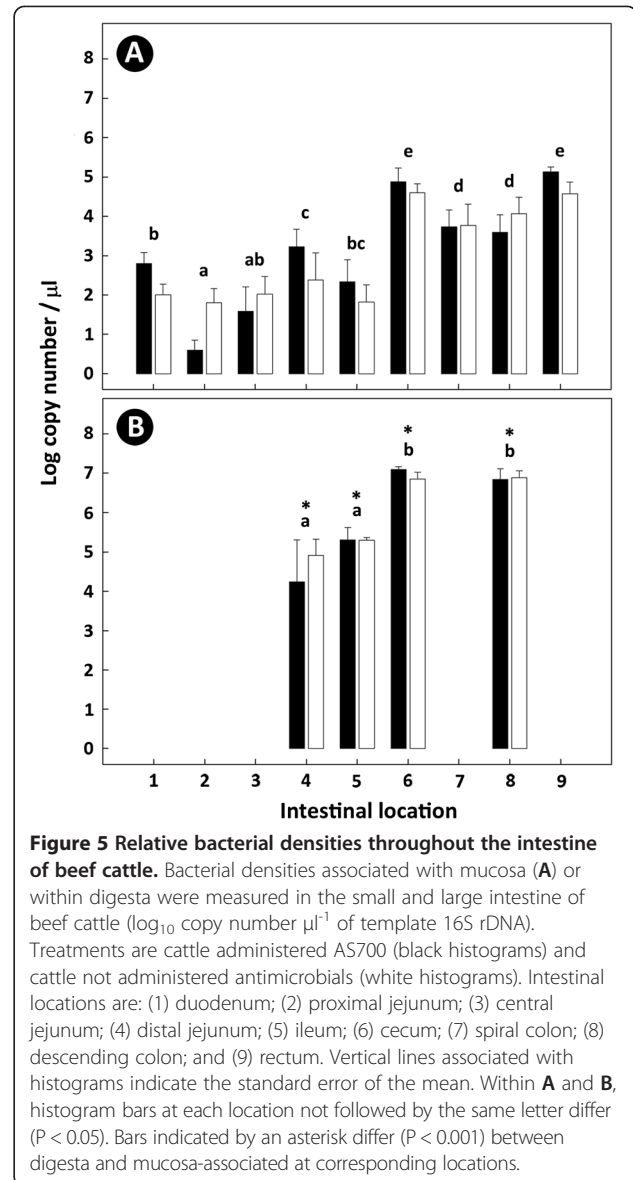 A
8
7
6
5
4
3
2
1
0
b
a
ab
c
bc
e
d
d
e
Log copy number / µl
B
8
7
6
5
4
3
2
1
0
*
a
*
a
*
b
*
b
1 2 3 4 5 6 7 8 9
Intestinal location
Figure 5 Relative bacterial densities throughout the intestine
of beef cattle. Bacterial densities associated with mucosa (A) or
within digesta were measured in the small and large intestine of
beef cattle (log₁₀ copy number µl⁻¹ of template 16S rDNA).
Treatments are cattle administered AS700 (black histograms) and
cattle not administered antimicrobials (white histograms). Intestinal
locations are: (1) duodenum; (2) proximal jejunum; (3) central
jejunum; (4) distal jejunum; (5) ileum; (6) cecum; (7) spiral colon; (8)
descending colon; and (9) rectum. Vertical lines associated with
histograms indicate the standard error of the mean. Within A and B,
histogram bars at each location not followed by the same letter differ
(P < 0.05). Bars indicated by an asterisk differ (P < 0.001) between
digesta and mucosa-associated at corresponding locations.